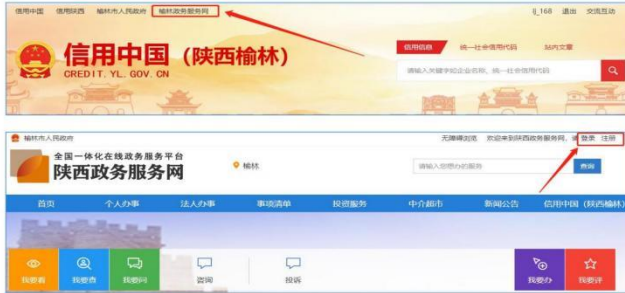 信用中国 信用陕西 榆林市人民政府 榆林政务服务网 lj_168 退出 交流互动
信用中国（陕西榆林）
CREDIT. YL. GOV. CN
信用信息 统一社会信用代码 站内文章
请输入关键字如企业名称、统一社会信用代码
榆林市人民政府 无障碍浏览 欢迎来到陕西政务服务网，请 登录 注册
全国一体化在线政务服务平台
陕西政务服务网
榆林
请输入您想办的服务 查询
首页 个人办事 法人办事 事项清单 投资服务 中介超市 新闻公告 信用中国（陕西榆林）
我要看 我要查 我要问 咨询 投诉 我要办 我要评